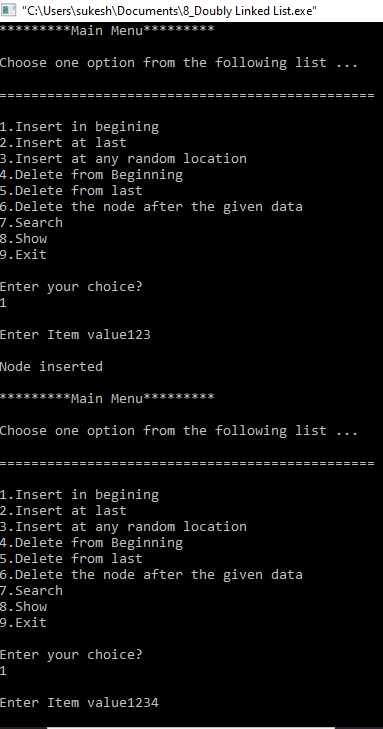 "C:\Users\sukesh\Documents\8_Doubly Linked List.exe"
*********Main Menu*********
Choose one option from the following list ...
===============================================
1.Insert in begining
2.Insert at last
3.Insert at any random location
4.Delete from Beginning
5.Delete from last
6.Delete the node after the given data
7.Search
8.Show
9.Exit
Enter your choice?
1
Enter Item value123
Node inserted
*********Main Menu*********
Choose one option from the following list ...
===============================================
1.Insert in begining
2.Insert at last
3.Insert at any random location
4.Delete from Beginning
5.Delete from last
6.Delete the node after the given data
7.Search
8.Show
9.Exit
Enter your choice?
1
Enter Item value1234